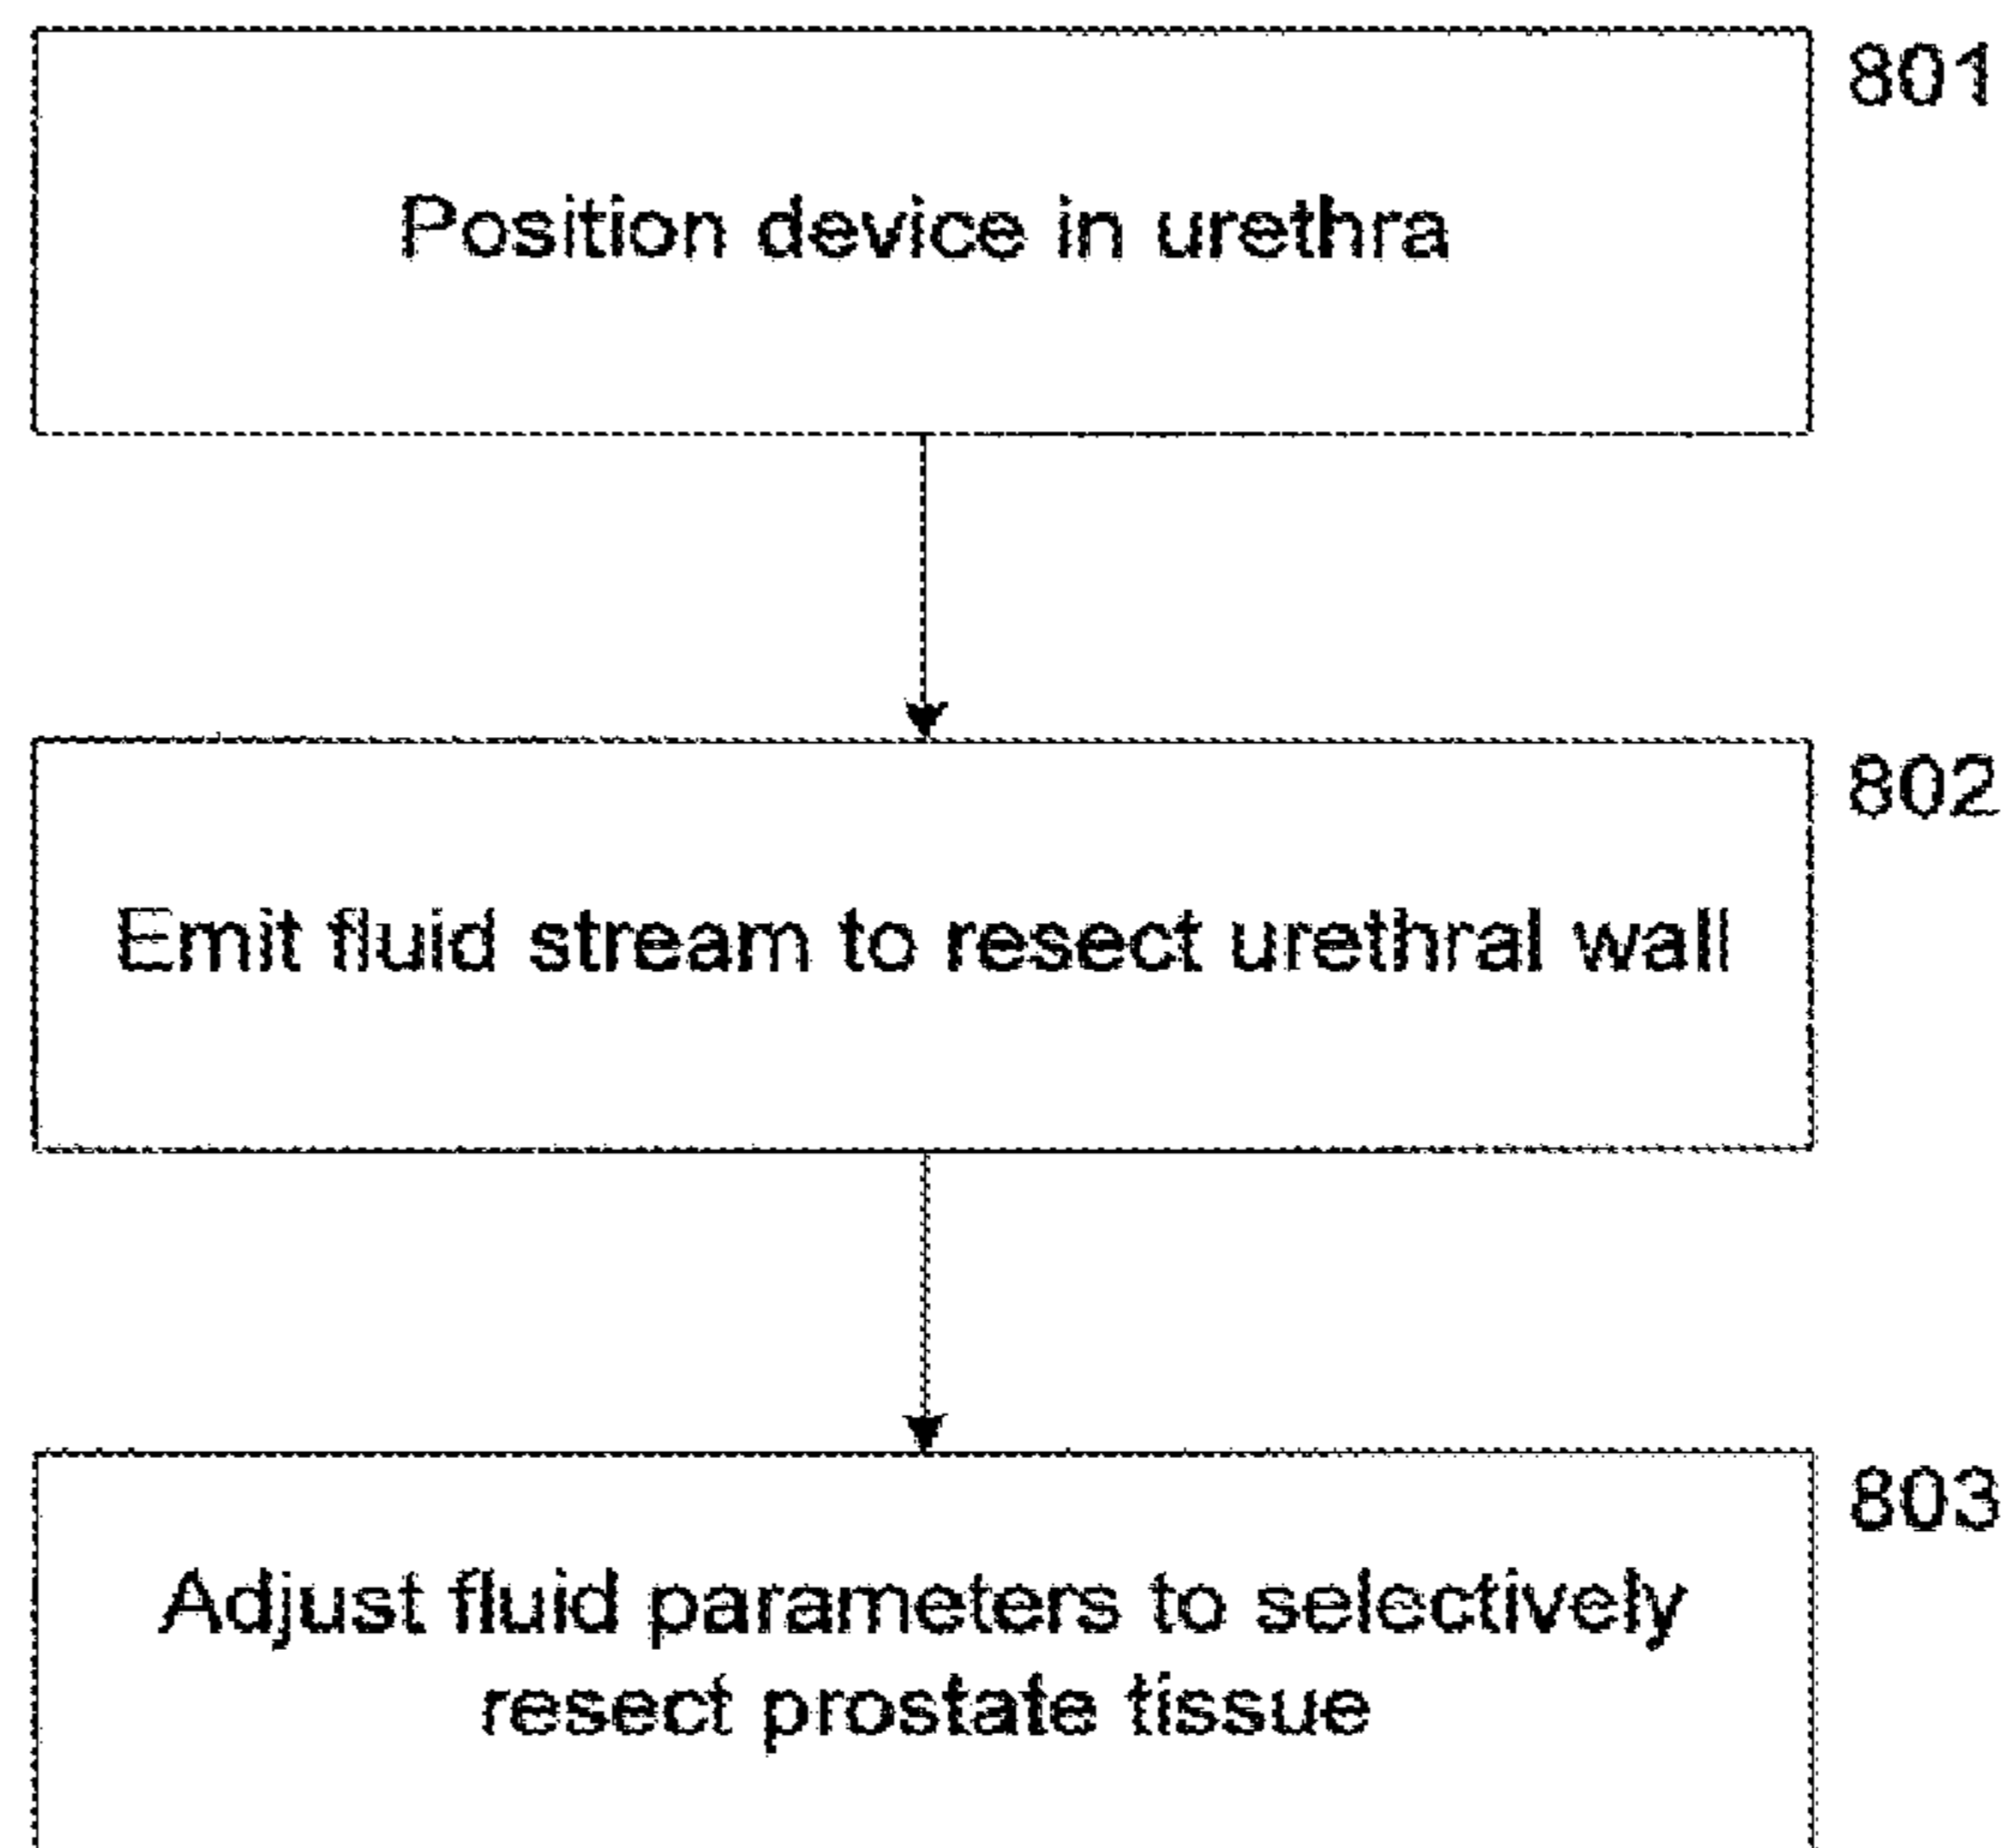 801
Position device in urethra
802
Emit fluid stream to resect urethral wall
803
Adjust fluid parameters to selectively
resect prostate tissue